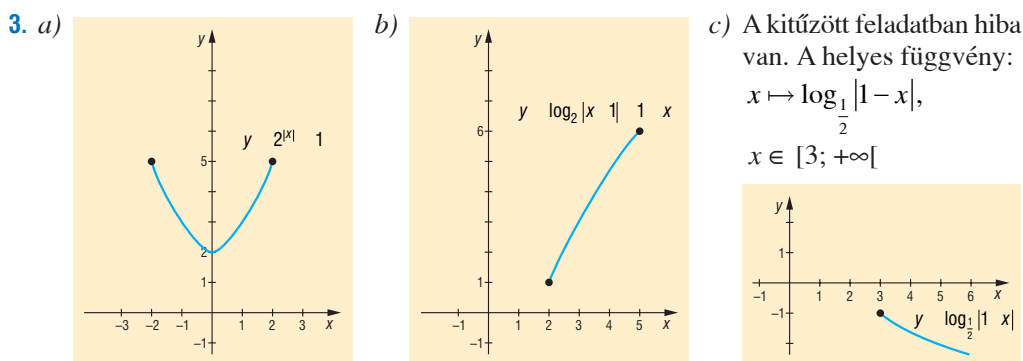 3. a)
y
y 2^|x| 1
5
2
1
–3 –2 –1 1 2 3 x
–1
b)
y
y log₂|x 1| 1 x
6
1
–1 1 2 3 4 5 x
–1
c) A kitűzött feladatban hiba
van. A helyes függvény:
x ↦ log_{1/2}|1 – x|,
x ∈ [3; +∞[
y
1
–1 1 2 3 4 5 6 x
–1
y log_{1/2}|1 x|